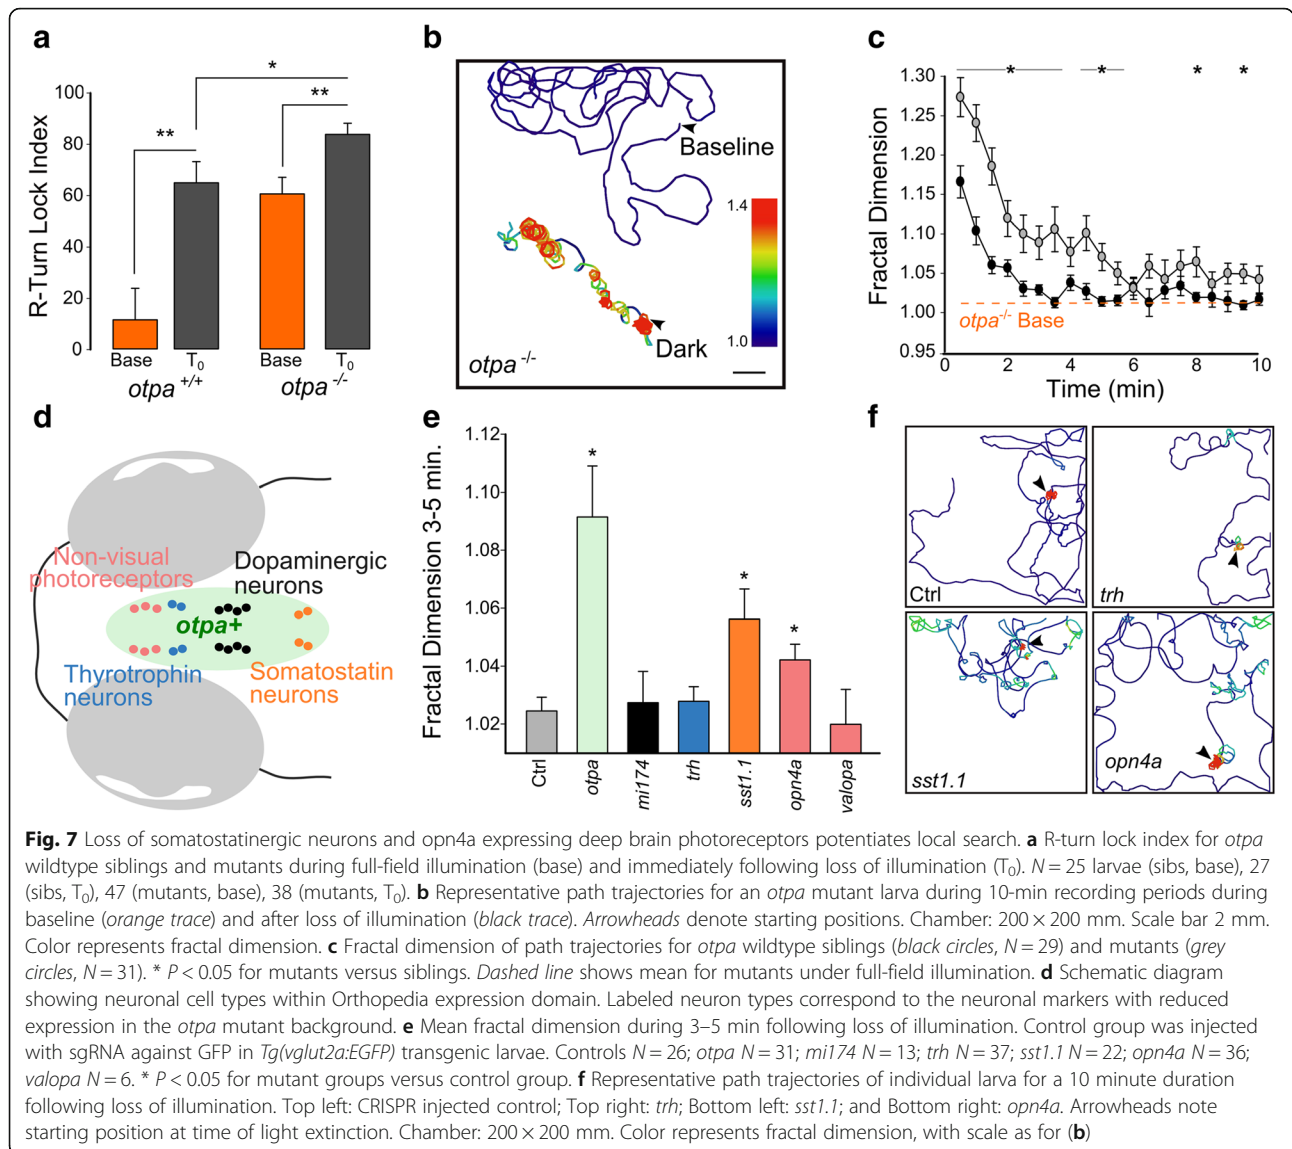 a
R-Turn Lock Index
100
80
60
40
20
0
**
*
**
Base
T₀
Base
T₀
otpa +/+
otpa -/-
b
Baseline
1.4
1.0
Dark
otpa -/-
c
Fractal Dimension
1.30
1.25
1.20
1.15
1.10
1.05
1.00
0.95
* * * *
otpa-/- Base
0 2 4 6 8 10
Time (min)
d
Non-visual
photoreceptors
Dopaminergic
neurons
otpa+
Thyrotrophin
neurons
Somatostatin
neurons
e
Fractal Dimension 3-5 min.
1.12
1.10
1.08
1.06
1.04
1.02
*
*
*
Ctrl
otpa
mi174
trh
sst1.1
opn4a
valopa
f
Ctrl
trh
sst1.1
opn4a
Fig. 7 Loss of somatostatinergic neurons and opn4a expressing deep brain photoreceptors potentiates local search. a R-turn lock index for otpa
wildtype siblings and mutants during full-field illumination (base) and immediately following loss of illumination (T₀). N = 25 larvae (sibs, base), 27
(sibs, T₀), 47 (mutants, base), 38 (mutants, T₀). b Representative path trajectories for an otpa mutant larva during 10-min recording periods during
baseline (orange trace) and after loss of illumination (black trace). Arrowheads denote starting positions. Chamber: 200 × 200 mm. Scale bar 2 mm.
Color represents fractal dimension. c Fractal dimension of path trajectories for otpa wildtype siblings (black circles, N = 29) and mutants (grey
circles, N = 31). * P < 0.05 for mutants versus siblings. Dashed line shows mean for mutants under full-field illumination. d Schematic diagram
showing neuronal cell types within Orthopedia expression domain. Labeled neuron types correspond to the neuronal markers with reduced
expression in the otpa mutant background. e Mean fractal dimension during 3–5 min following loss of illumination. Control group was injected
with sgRNA against GFP in Tg(vglut2a:EGFP) transgenic larvae. Controls N = 26; otpa N = 31; mi174 N = 13; trh N = 37; sst1.1 N = 22; opn4a N = 36;
valopa N = 6. * P < 0.05 for mutant groups versus control group. f Representative path trajectories of individual larva for a 10 minute duration
following loss of illumination. Top left: CRISPR injected control; Top right: trh; Bottom left: sst1.1; and Bottom right: opn4a. Arrowheads note
starting position at time of light extinction. Chamber: 200 × 200 mm. Color represents fractal dimension, with scale as for (b)